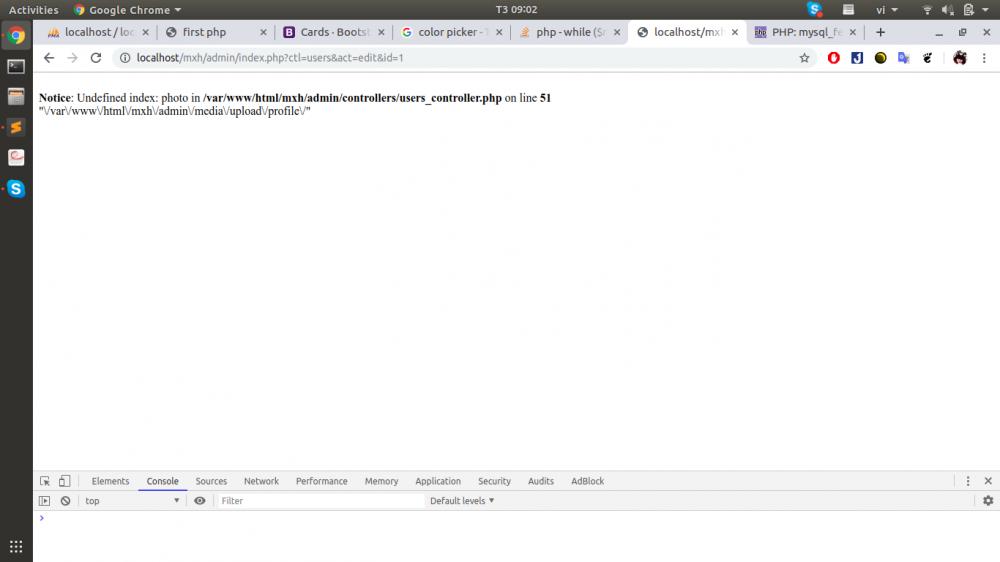 Activities Google Chrome T3 09:02 vi
localhost / loc first php Cards · Bootst color picker - T php - while (Sr localhost/mxh PHP: mysql_fe
localhost/mxh/admin/index.php?ctl=users&act=edit&id=1
Notice: Undefined index: photo in /var/www/html/mxh/admin/controllers/users_controller.php on line 51
"\/var\/www\/html\/mxh\/admin\/media\/upload\/profile\/"
Elements Console Sources Network Performance Memory Application Security Audits AdBlock
top Filter Default levels